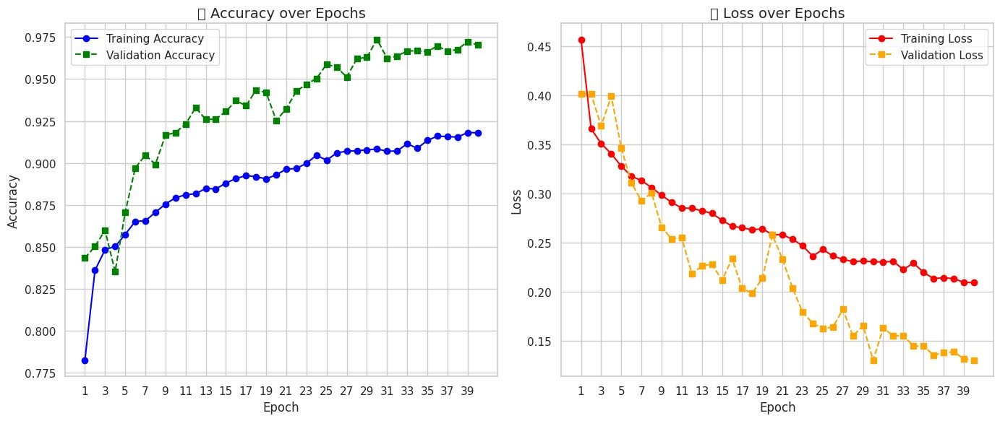 Accuracy over Epochs
Training Accuracy
Validation Accuracy
0.975
0.950
0.925
0.900
0.875
0.850
0.825
0.800
0.775
Accuracy
1 3 5 7 9 11 13 15 17 19 21 23 25 27 29 31 33 35 37 39
Epoch
Loss over Epochs
Training Loss
Validation Loss
0.45
0.40
0.35
0.30
0.25
0.20
0.15
Loss
1 3 5 7 9 11 13 15 17 19 21 23 25 27 29 31 33 35 37 39
Epoch